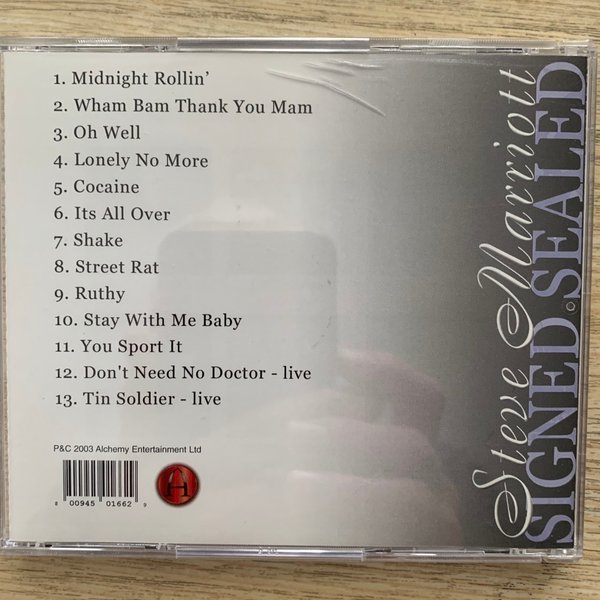 1. Midnight Rollin'
2. Wham Bam Thank You Mam
3. Oh Well
4. Lonely No More
5. Cocaine
6. Its All Over
7. Shake
8. Street Rat
9. Ruthy
10. Stay With Me Baby
11. You Sport It
12. Don't Need No Doctor - live
13. Tin Soldier - live
P&C 2003 Alchemy Entertainment Ltd
8 00945 01662 9
Steve Marriott
SIGNED SEALED